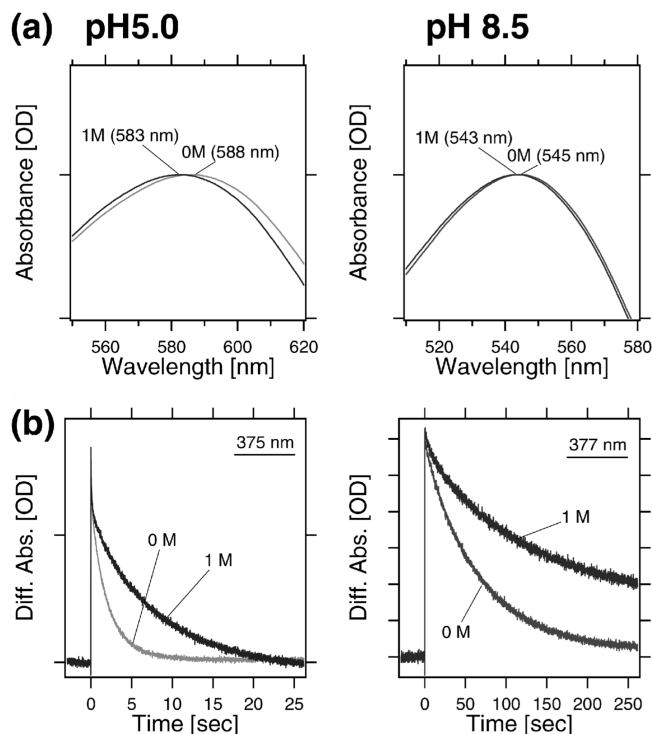 (a) pH5.0 pH 8.5
Absorbance [OD]
1M (583 nm)
0M (588 nm)
560 580 600 620
Wavelength [nm]
Absorbance [OD]
1M (543 nm)
0M (545 nm)
520 540 560 580
Wavelength [nm]
(b)
Diff. Abs. [OD]
375 nm
0 M
1 M
0 5 10 15 20 25
Time [sec]
Diff. Abs. [OD]
377 nm
1 M
0 M
0 50 100 150 200 250
Time [sec]